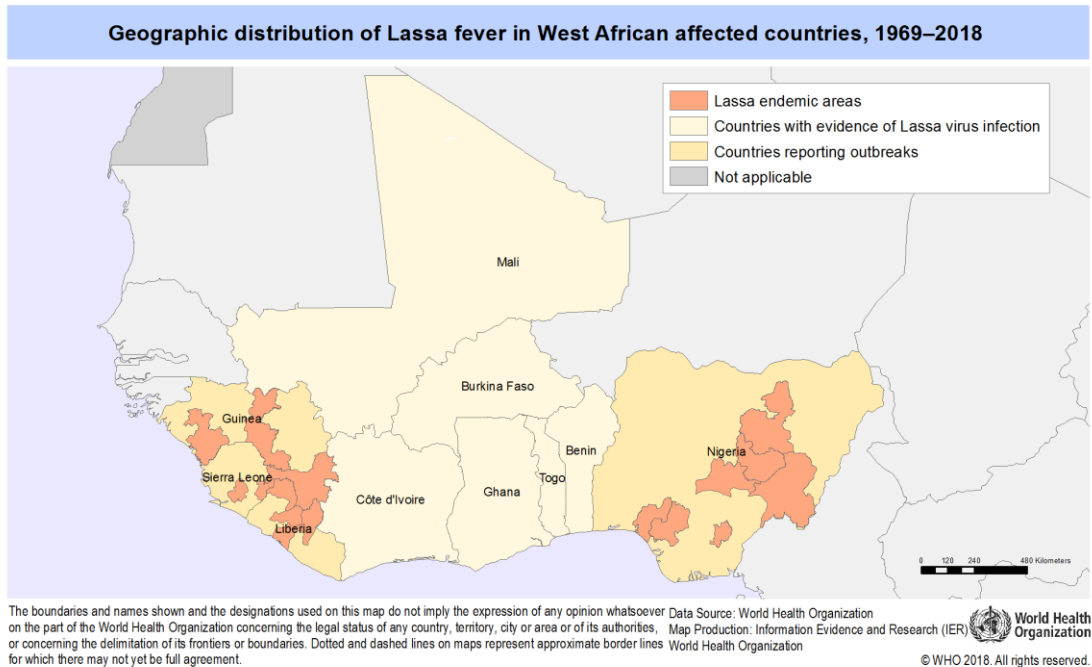 Geographic distribution of Lassa fever in West African affected countries, 1969–2018
Lassa endemic areas
Countries with evidence of Lassa virus infection
Countries reporting outbreaks
Not applicable
Mali
Burkina Faso
Guinea
Benin
Nigeria
Sierra Leone
Togo
Ghana
Côte d'Ivoire
Liberia
0 120 240 480 Kilometers
The boundaries and names shown and the designations used on this map do not imply the expression of any opinion whatsoever
on the part of the World Health Organization concerning the legal status of any country, territory, city or area or of its authorities,
or concerning the delimitation of its frontiers or boundaries. Dotted and dashed lines on maps represent approximate border lines
for which there may not yet be full agreement.
Data Source: World Health Organization
Map Production: Information Evidence and Research (IER)
World Health Organization
World Health
Organization
© WHO 2018. All rights reserved.